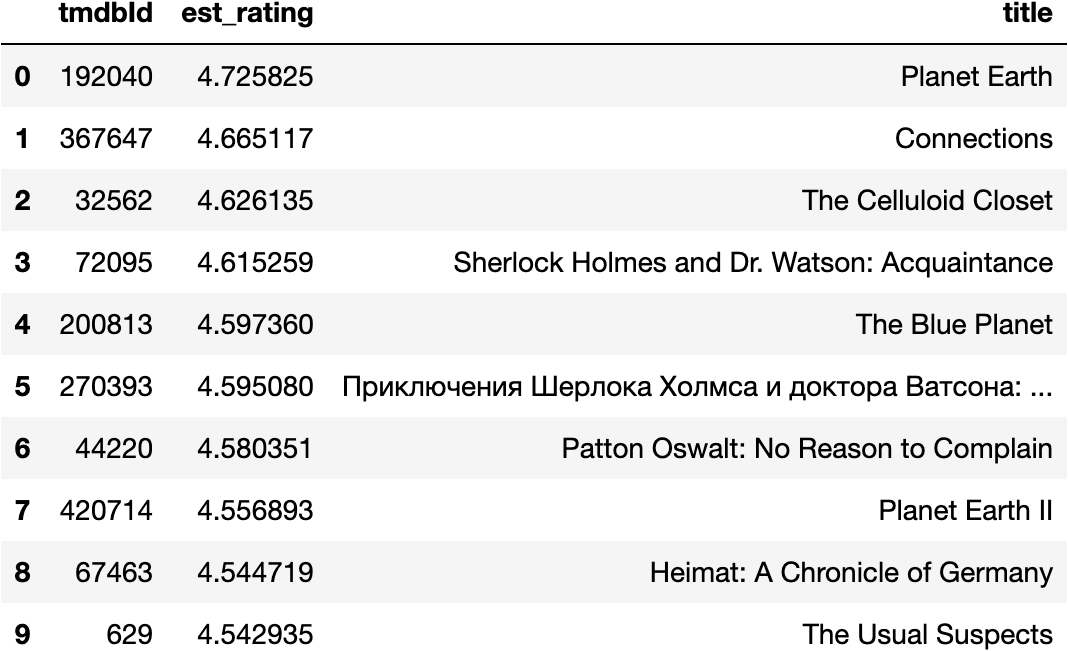 tmdbId est_rating title
0 192040 4.725825 Planet Earth
1 367647 4.665117 Connections
2 32562 4.626135 The Celluloid Closet
3 72095 4.615259 Sherlock Holmes and Dr. Watson: Acquaintance
4 200813 4.597360 The Blue Planet
5 270393 4.595080 Приключения Шерлока Холмса и доктора Ватсона: ...
6 44220 4.580351 Patton Oswalt: No Reason to Complain
7 420714 4.556893 Planet Earth II
8 67463 4.544719 Heimat: A Chronicle of Germany
9 629 4.542935 The Usual Suspects